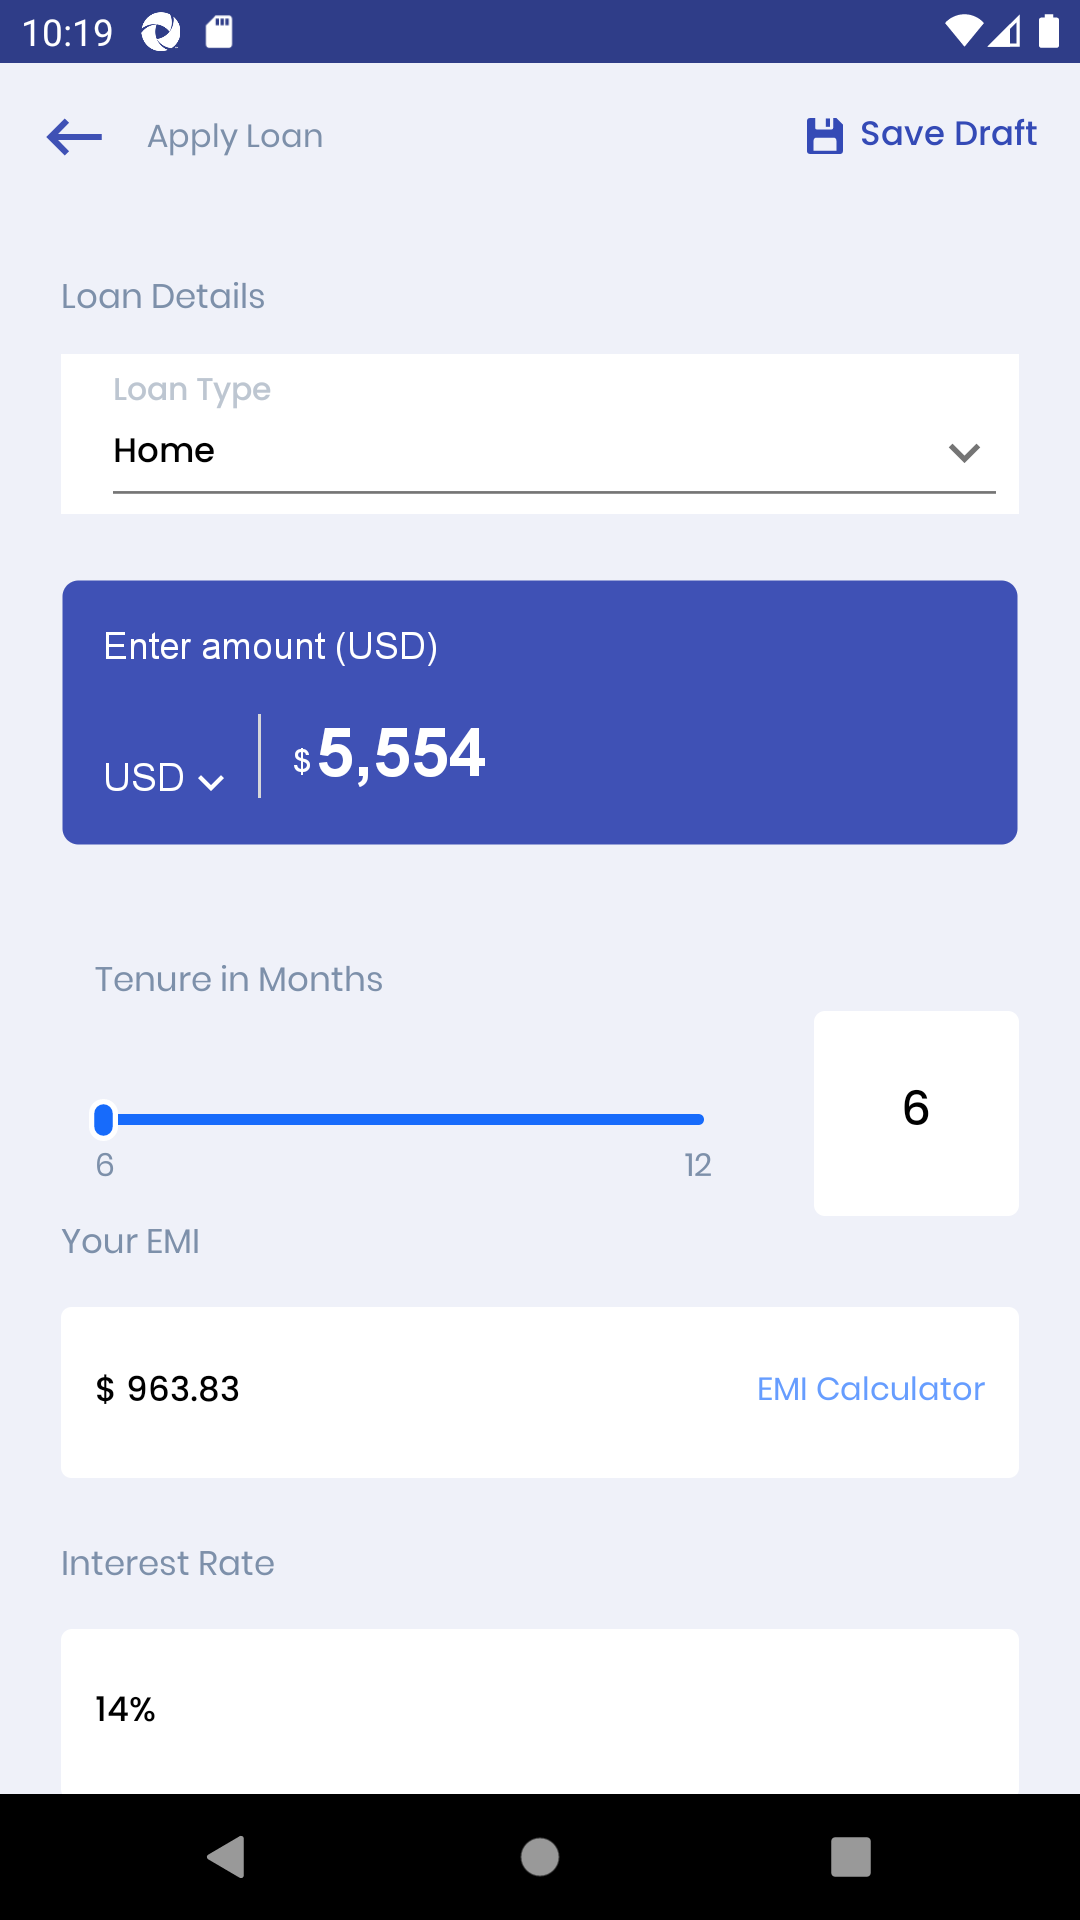 10:19
Apply Loan
Save Draft
Loan Details
Loan Type
Home
Enter amount (USD)
USD $5,554
Tenure in Months
6
6 12
Your EMI
$ 963.83 EMI Calculator
Interest Rate
14%